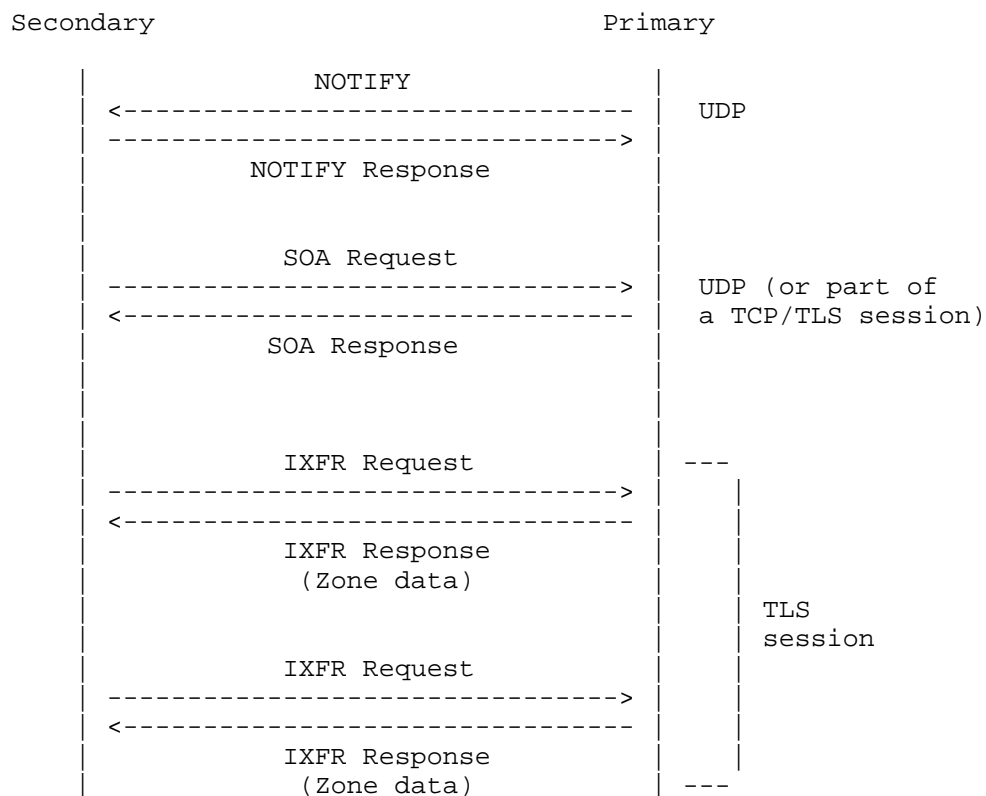 Secondary Primary
NOTIFY
UDP
NOTIFY Response
SOA Request
UDP (or part of
a TCP/TLS session)
SOA Response
IXFR Request
IXFR Response
(Zone data)
TLS
session
IXFR Request
IXFR Response
(Zone data)